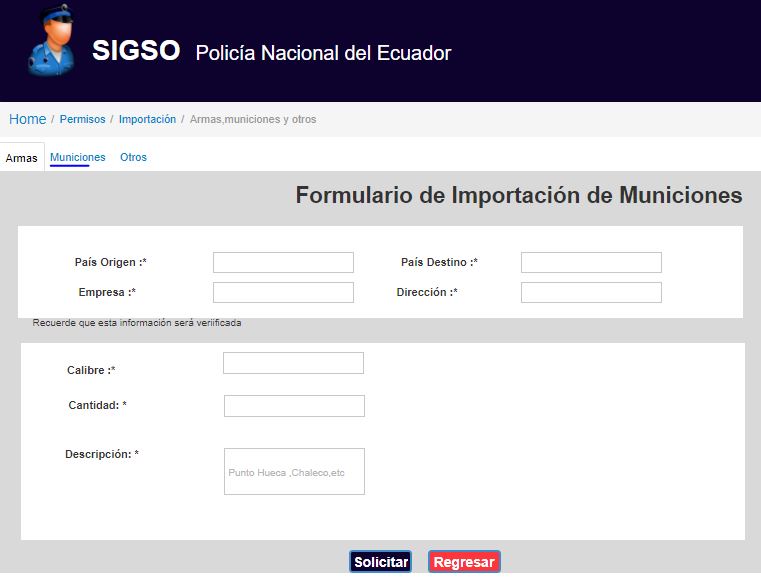 SIGSO Policía Nacional del Ecuador
Home / Permisos / Importación / Armas,municiones y otros
Armas Municiones Otros
Formulario de Importación de Municiones
País Origen :* País Destino :*
Empresa :* Dirección :*
Recuerde que esta información será veriificada
Calibre :*
Cantidad: *
Descripción: *
Punto Hueca ,Chaleco,etc
Solicitar Regresar